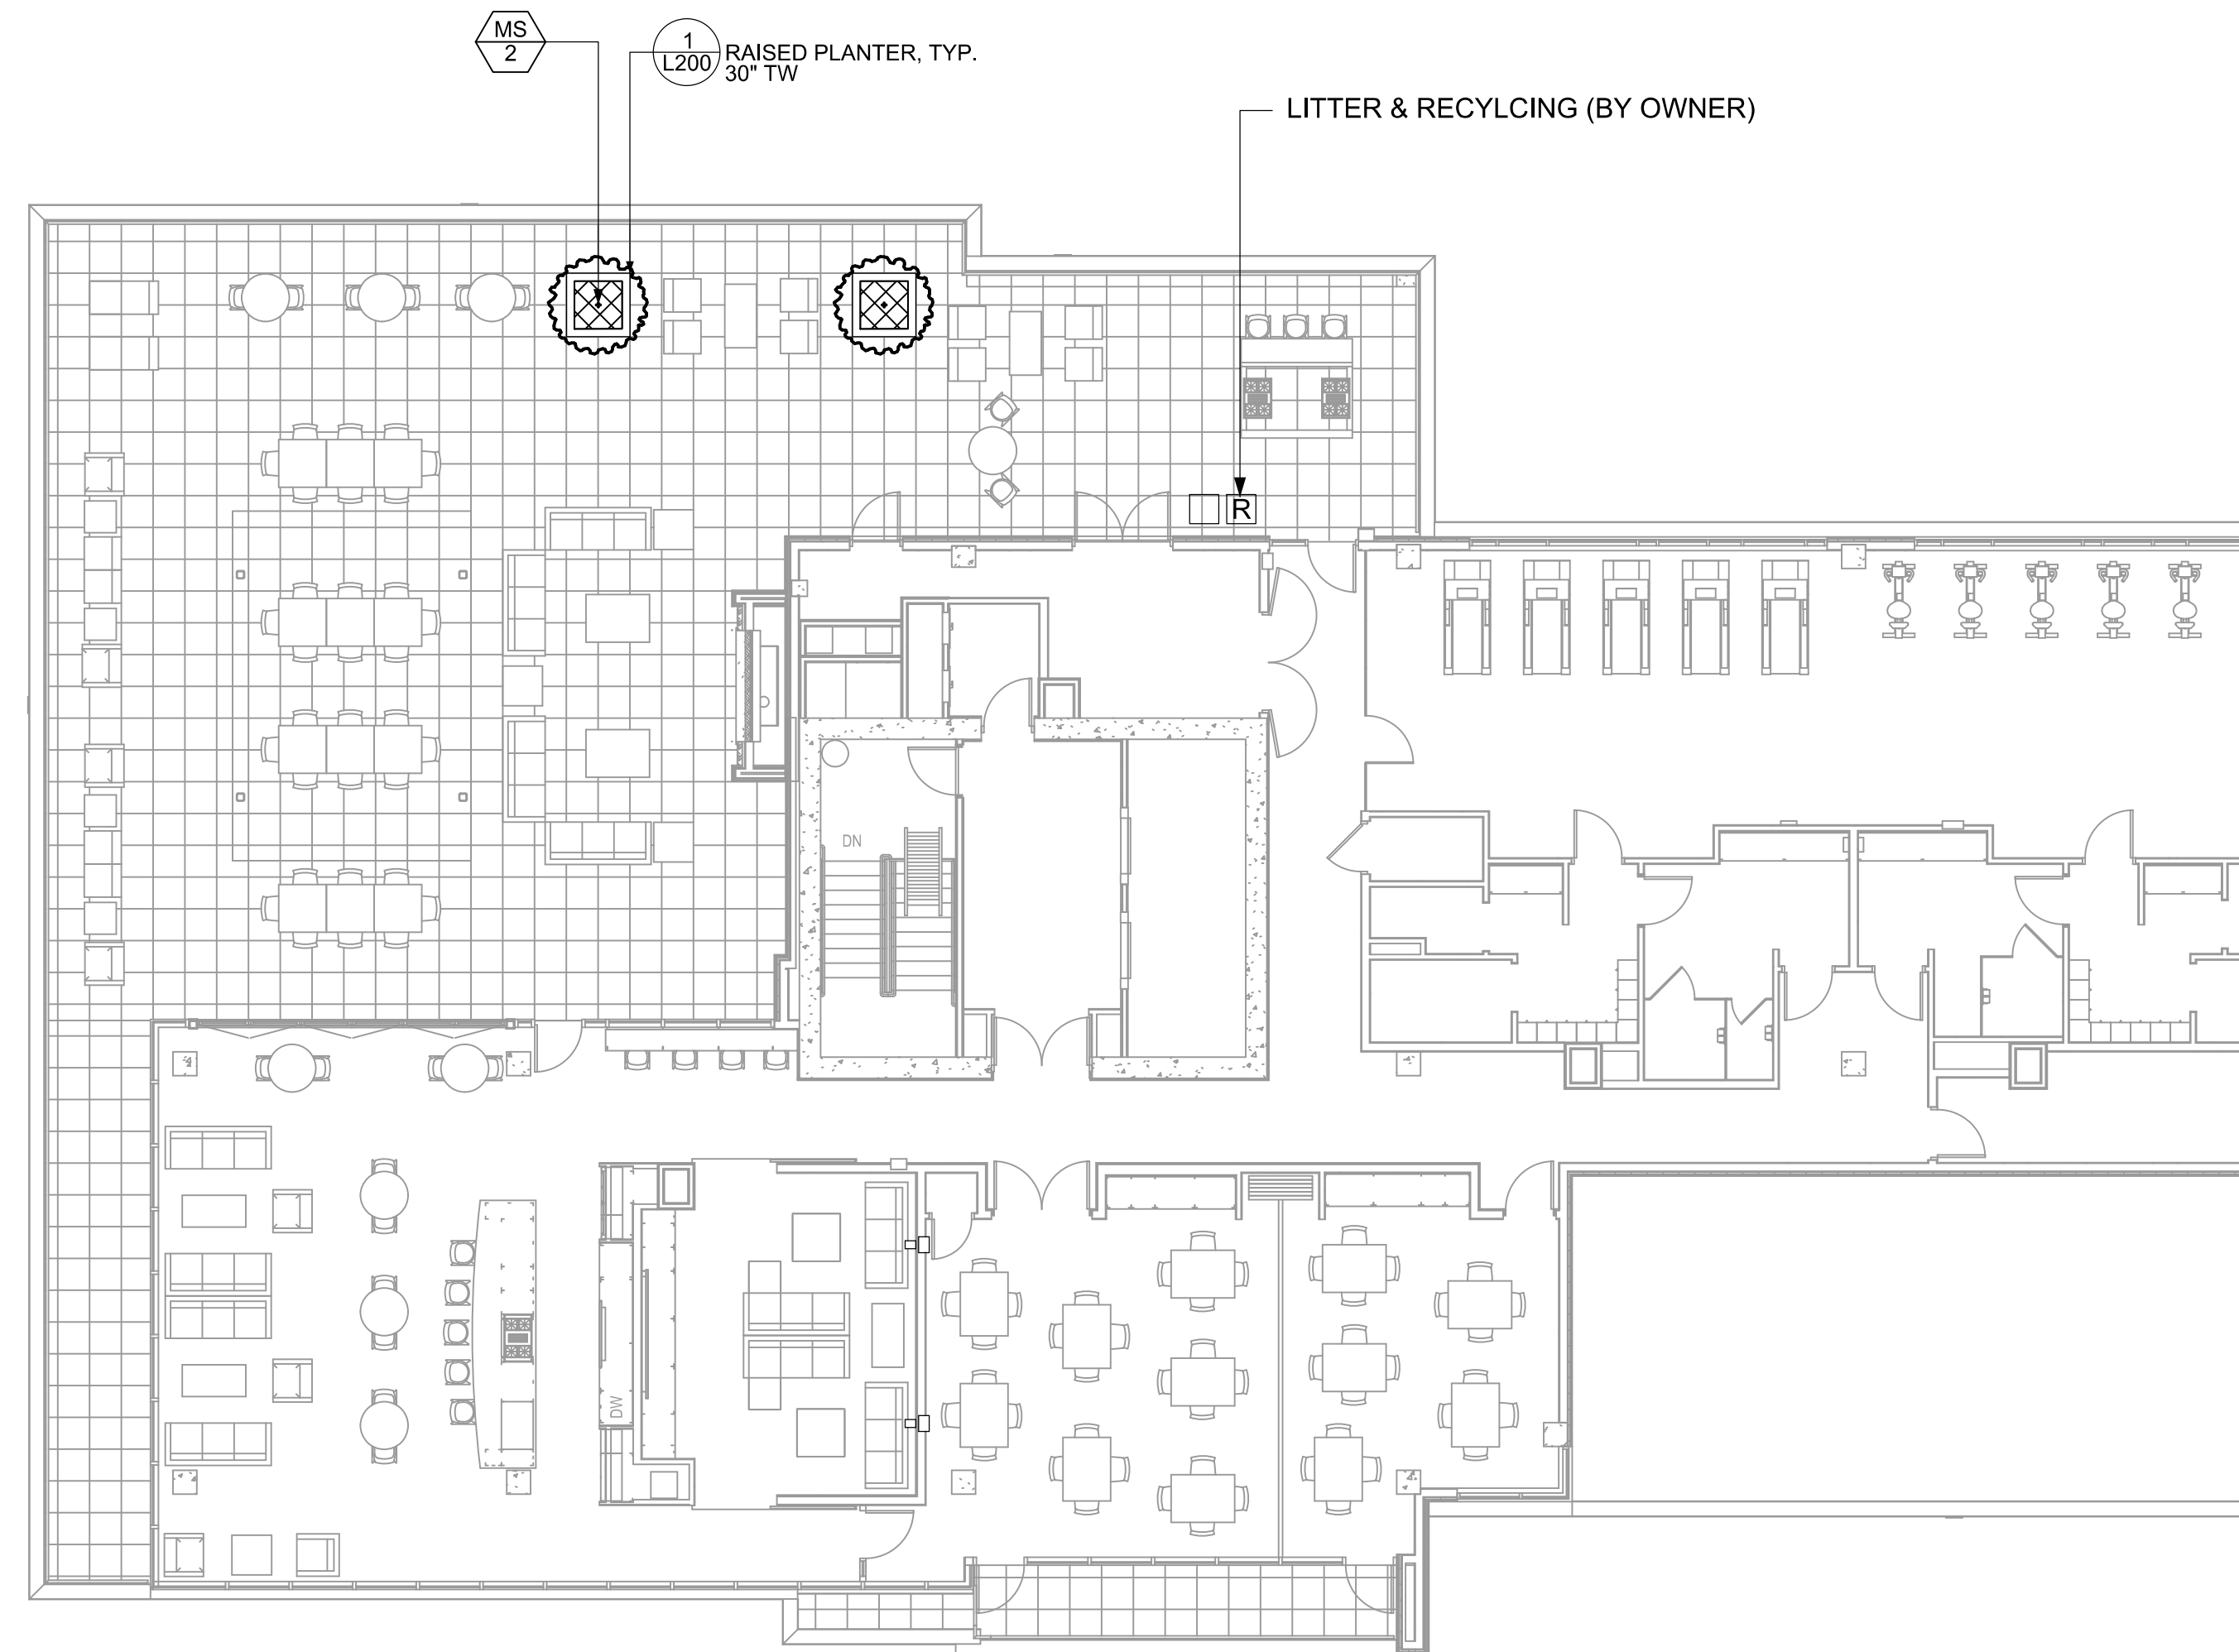 MS
2
1
L200
RAISED PLANTER, TYP.
30" TW
LITTER & RECYLCING (BY OWNER)
R
DN
DW